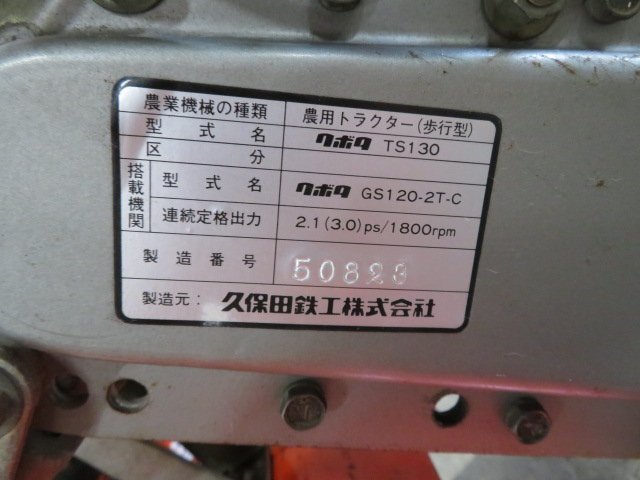 農業機械の種類 農用トラクター(歩行型)
型式名 クボタ TS130
区分
搭載機関
型式名 クボタ GS120-2T-C
連続定格出力 2.1(3.0)ps/1800rpm
製造番号 50823
製造元: 久保田鉄工株式会社